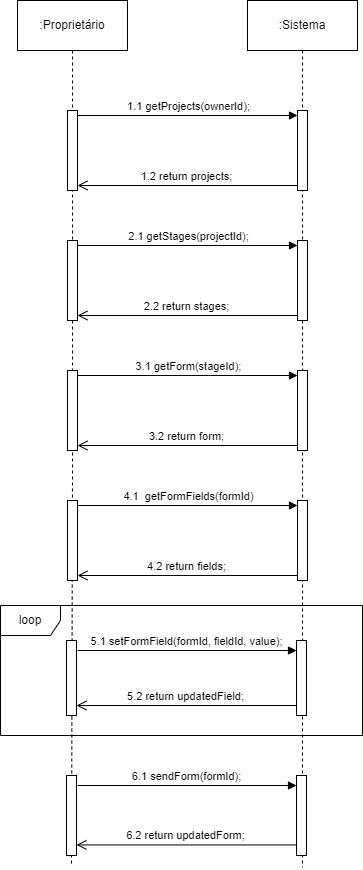 :Proprietário
:Sistema
1.1 getProjects(ownerId);
1.2 return projects;
2.1 getStages(projectId);
2.2 return stages;
3.1 getForm(stageId);
3.2 return form;
4.1 getFormFields(formId)
4.2 return fields;
loop
5.1 setFormField(formId, fieldId, value);
5.2 return updatedField;
6.1 sendForm(formId);
6.2 return updatedForm;